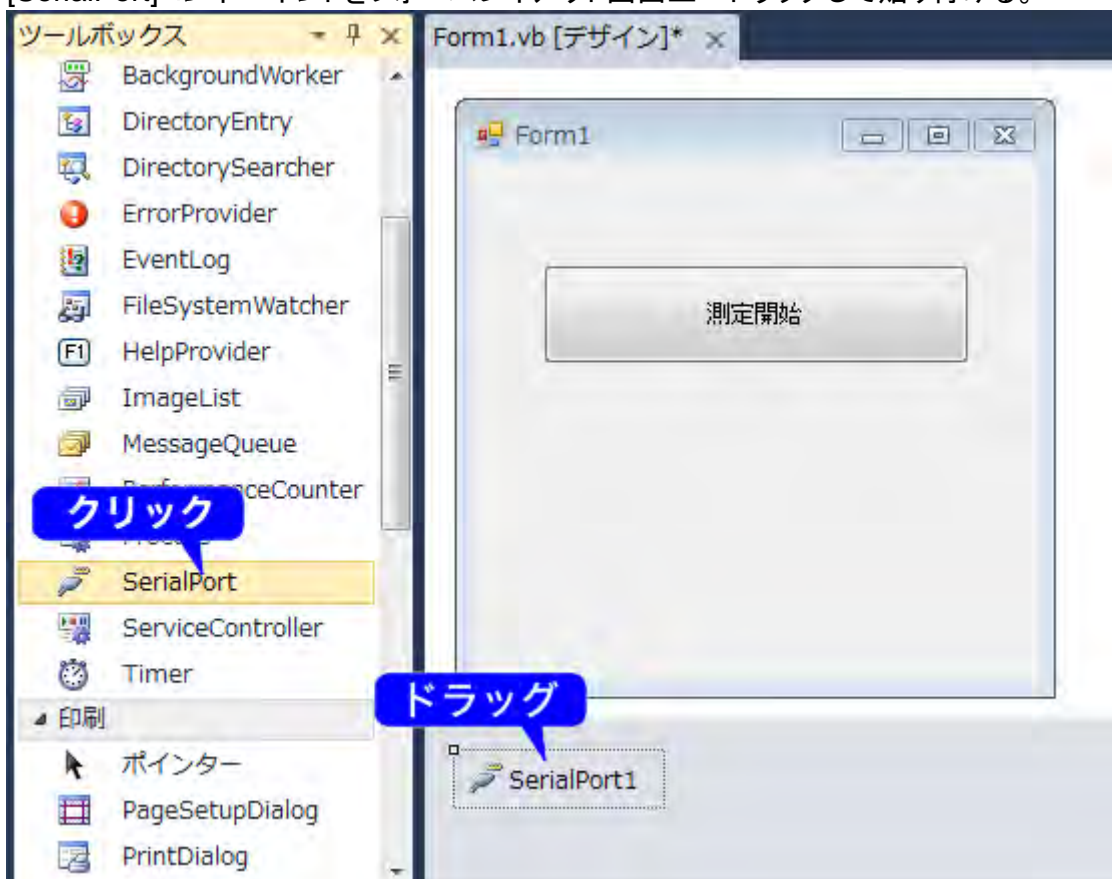 ツールボックス
BackgroundWorker
DirectoryEntry
DirectorySearcher
ErrorProvider
EventLog
FileSystemWatcher
HelpProvider
ImageList
MessageQueue
ceCounter
クリック
SerialPort
ServiceController
Timer
印刷
ポインター
PageSetupDialog
PrintDialog
Form1.vb [デザイン]*
Form1
測定開始
ドラッグ
SerialPort1